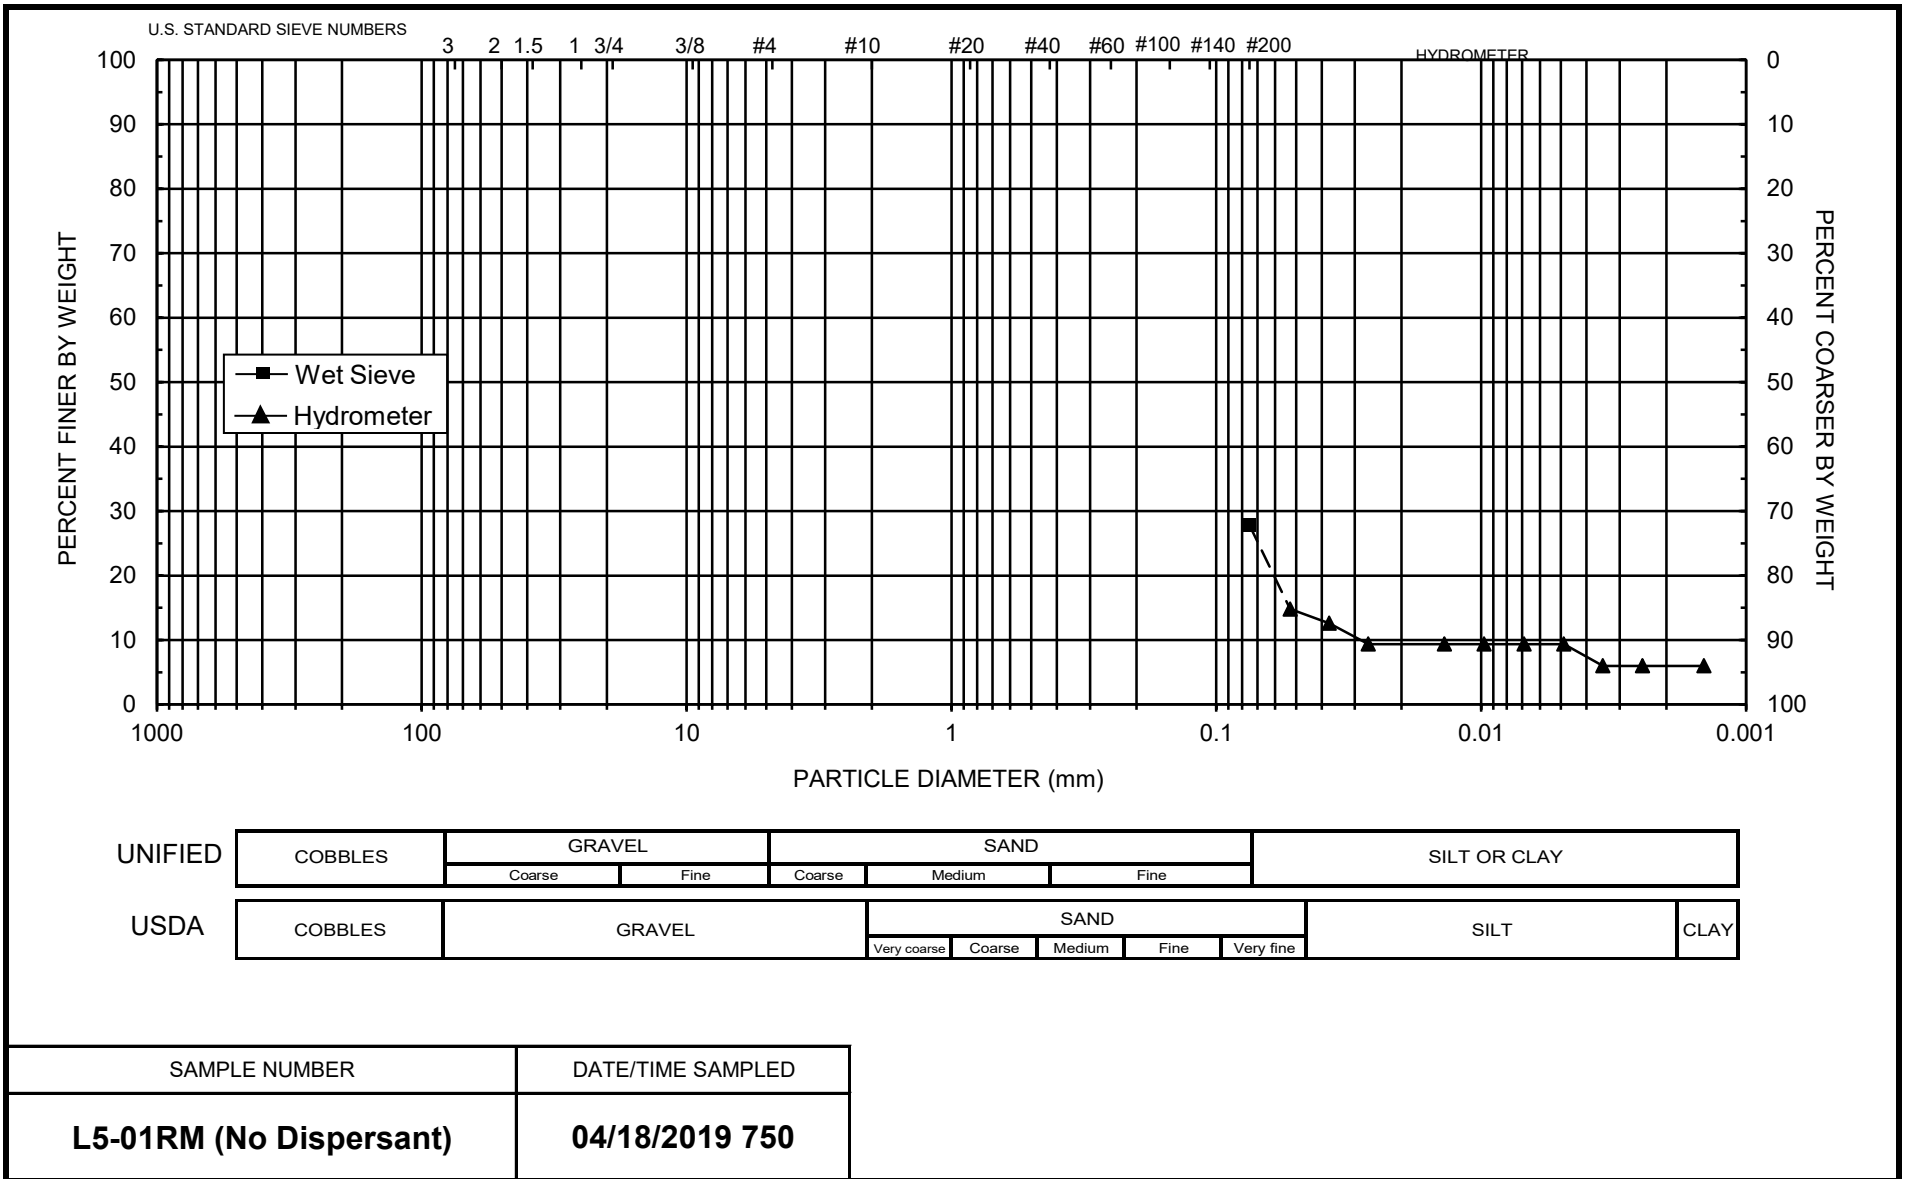 U.S. STANDARD SIEVE NUMBERS
3 2 1.5 1 3/4 3/8 #4 #10 #20 #40 #60 #100 #140 #200
HYDROMETER
PERCENT FINER BY WEIGHT
100
90
80
70
60
50
40
30
20
10
0
Wet Sieve
Hydrometer
0
10
20
30
40
50
60
70
80
90
100
PERCENT COARSER BY WEIGHT
1000 100 10 1 0.1 0.01 0.001
PARTICLE DIAMETER (mm)
UNIFIED
COBBLES
GRAVEL
SAND
SILT OR CLAY
Coarse Fine Coarse Medium Fine
USDA
COBBLES
GRAVEL
SAND
SILT
CLAY
Very coarse Coarse Medium Fine Very fine
SAMPLE NUMBER
DATE/TIME SAMPLED
L5-01RM (No Dispersant)
04/18/2019 750